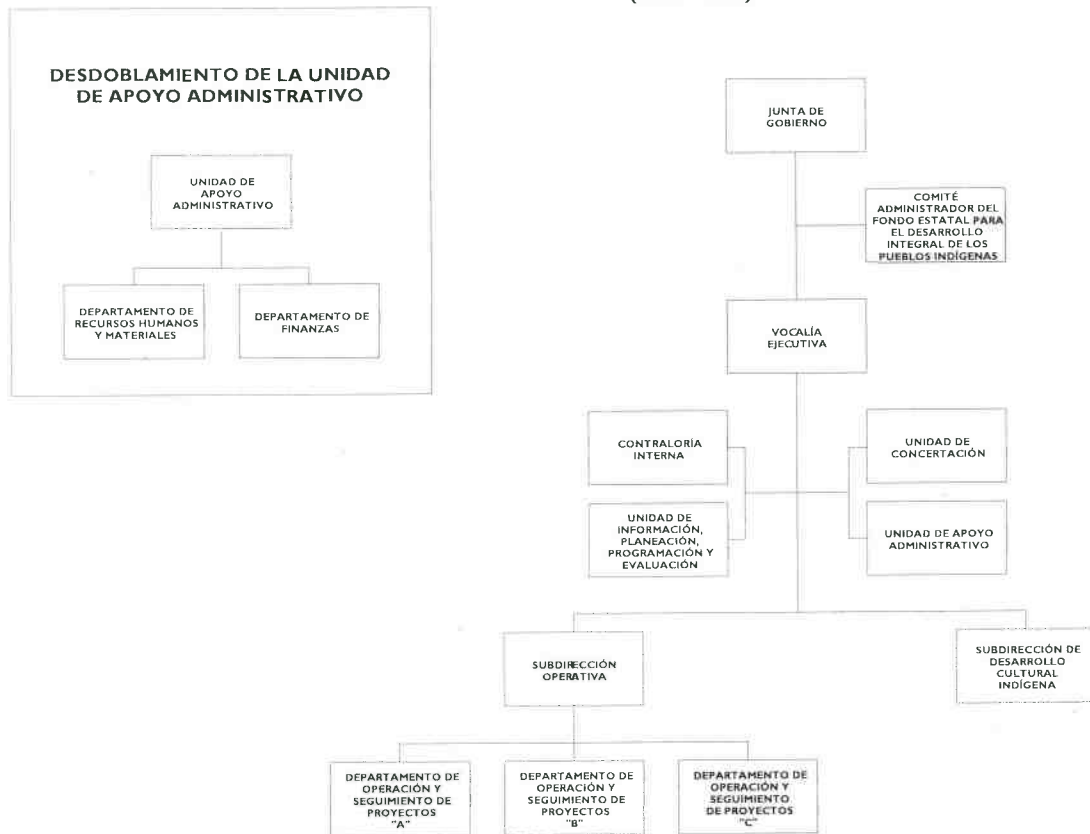 DESDOBLAMIENTO DE LA UNIDAD
DE APOYO ADMINISTRATIVO
UNIDAD DE
APOYO
ADMINISTRATIVO
DEPARTAMENTO DE
RECURSOS HUMANOS
Y MATERIALES
DEPARTAMENTO DE
FINANZAS
JUNTA DE
GOBIERNO
COMITÉ
ADMINISTRADOR DEL
FONDO ESTATAL PARA
EL DESARROLLO
INTEGRAL DE LOS
PUEBLOS INDÍGENAS
VOCALÍA
EJECUTIVA
CONTRALORÍA
INTERNA
UNIDAD DE
CONCERTACIÓN
UNIDAD DE
INFORMACIÓN,
PLANEACIÓN,
PROGRAMACIÓN Y
EVALUACIÓN
UNIDAD DE APOYO
ADMINISTRATIVO
SUBDIRECCIÓN
OPERATIVA
SUBDIRECCIÓN DE
DESARROLLO
CULTURAL
INDÍGENA
DEPARTAMENTO DE
OPERACIÓN Y
SEGUIMIENTO DE
PROYECTOS
"A"
DEPARTAMENTO DE
OPERACIÓN Y
SEGUIMIENTO DE
PROYECTOS
"B"
DEPARTAMENTO DE
OPERACIÓN Y
SEGUIMIENTO
DE PROYECTOS
"C"